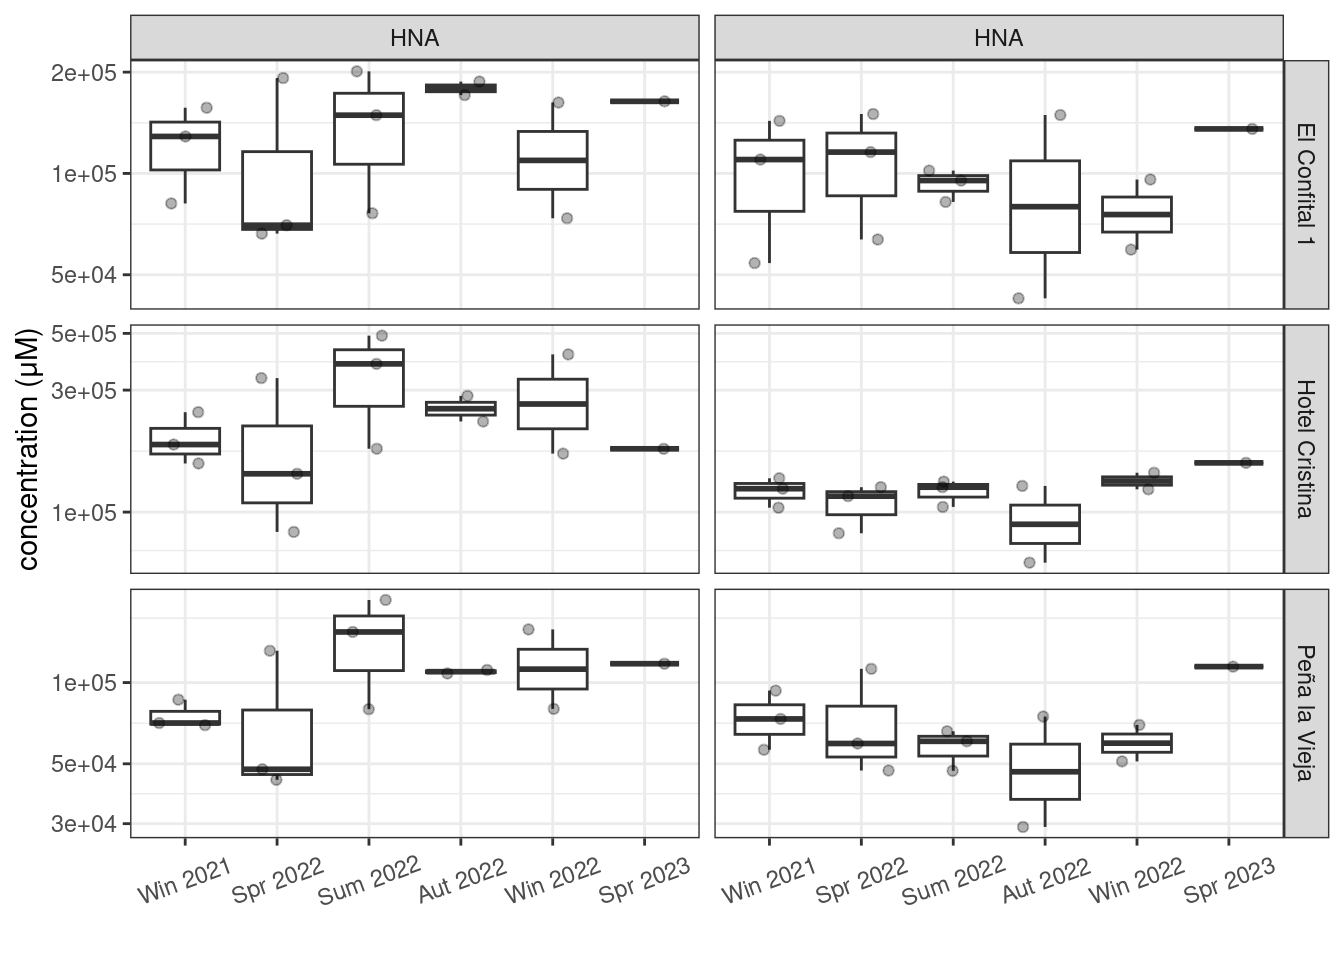 HNA
HNA
2e+05
1e+05
5e+04
El Confital 1
concentration (μM)
5e+05
3e+05
1e+05
Hotel Cristina
1e+05
5e+04
3e+04
Peña la Vieja
Win 2021
Spr 2022
Sum 2022
Aut 2022
Win 2022
Spr 2023
Win 2021
Spr 2022
Sum 2022
Aut 2022
Win 2022
Spr 2023